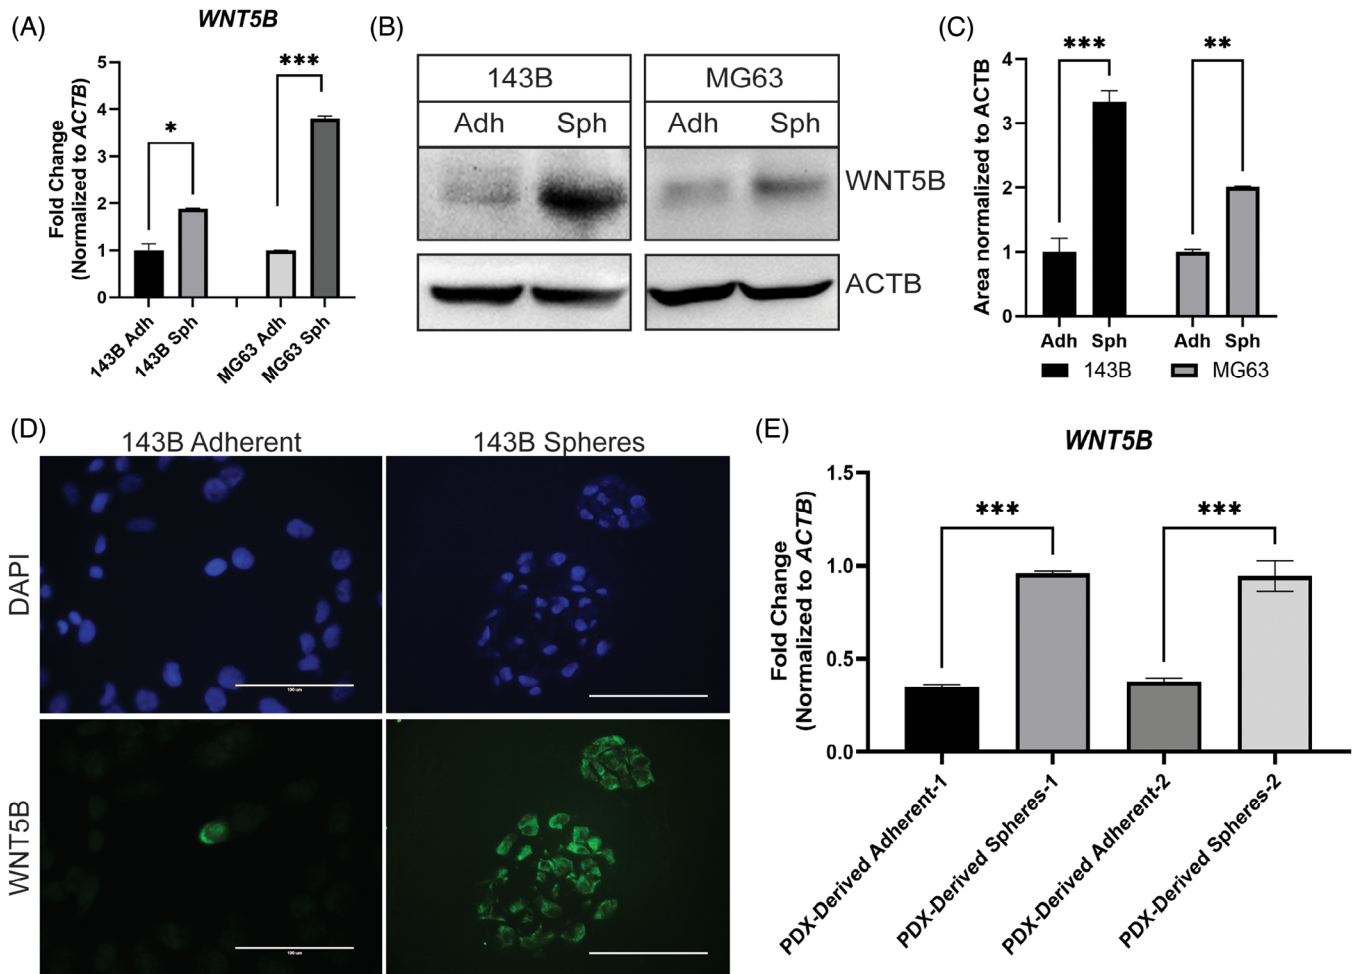 (A)
WNT5B
***
*
Fold Change
(Normalized to ACTB)
5
4
3
2
1
0
143B Adh
143B Sph
MG63 Adh
MG63 Sph
(B)
143B
MG63
Adh
Sph
Adh
Sph
WNT5B
ACTB
(C)
***
**
Area normalized to ACTB
4
3
2
1
0
Adh
Sph
Adh
Sph
143B
MG63
(D)
143B Adherent
143B Spheres
DAPI
100 um
WNT5B
100 um
(E)
WNT5B
***
***
Fold Change
(Normalized to ACTB)
1.5
1.0
0.5
0.0
PDX-Derived Adherent-1
PDX-Derived Spheres-1
PDX-Derived Adherent-2
PDX-Derived Spheres-2